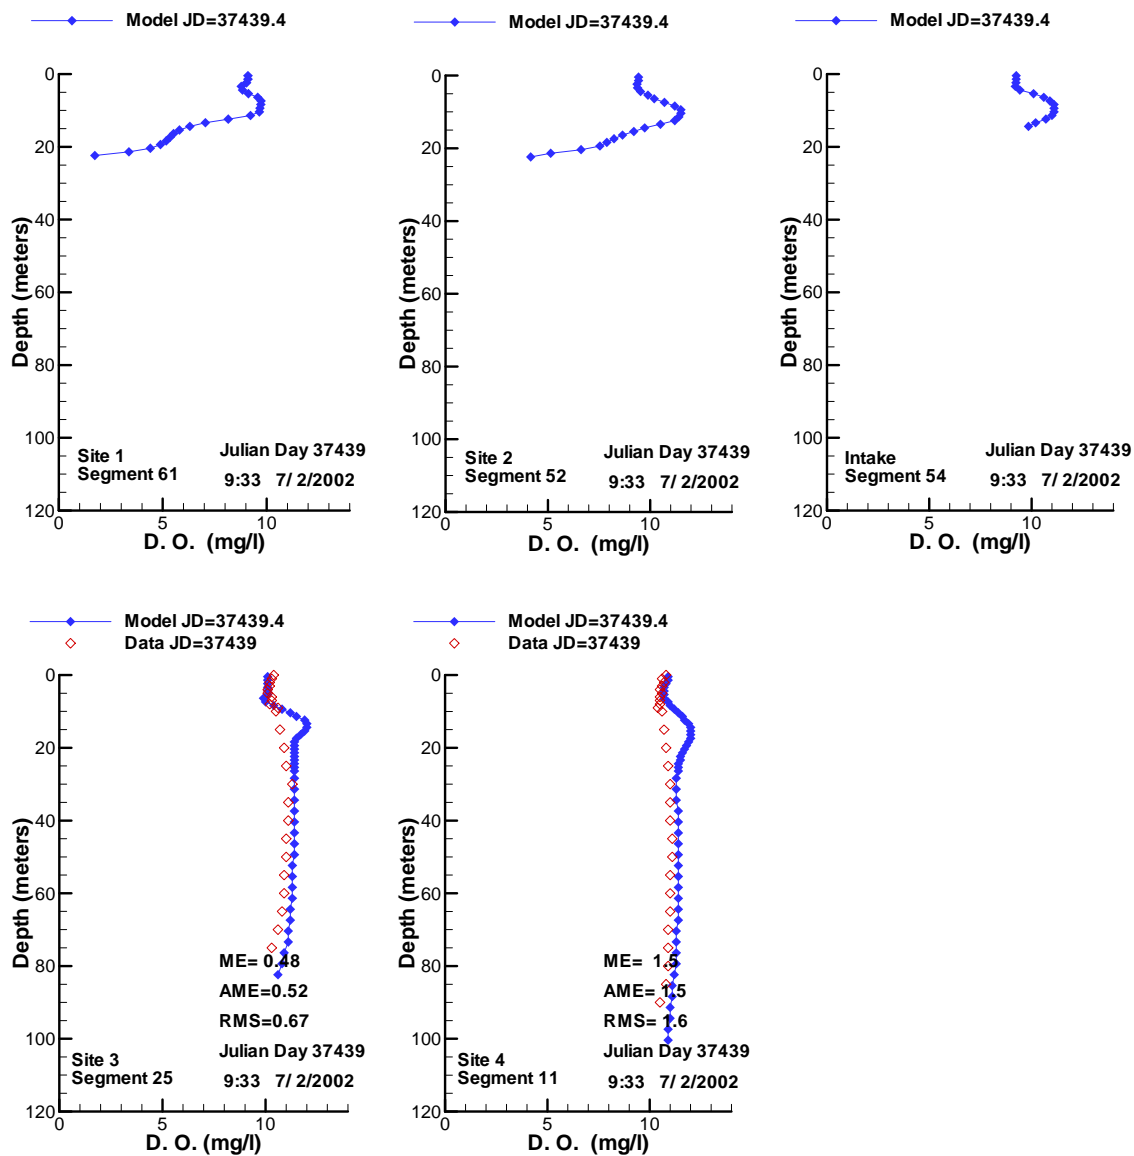 Model JD=37439.4
0
20
40
60
80
100
120
Depth (meters)
Site 1
Segment 61
Julian Day 37439
9:33 7/ 2/2002
0 5 10
D. O. (mg/l)
Model JD=37439.4
0
20
40
60
80
100
120
Depth (meters)
Site 2
Segment 52
Julian Day 37439
9:33 7/ 2/2002
0 5 10
D. O. (mg/l)
Model JD=37439.4
0
20
40
60
80
100
120
Depth (meters)
Intake
Segment 54
Julian Day 37439
9:33 7/ 2/2002
0 5 10
D. O. (mg/l)
Model JD=37439.4
Data JD=37439
0
20
40
60
80
100
120
Depth (meters)
ME= 0.48
AME=0.52
RMS=0.67
Site 3
Segment 25
Julian Day 37439
9:33 7/ 2/2002
0 5 10
D. O. (mg/l)
Model JD=37439.4
Data JD=37439
0
20
40
60
80
100
120
Depth (meters)
ME= 1.5
AME= 1.5
RMS= 1.6
Site 4
Segment 11
Julian Day 37439
9:33 7/ 2/2002
0 5 10
D. O. (mg/l)